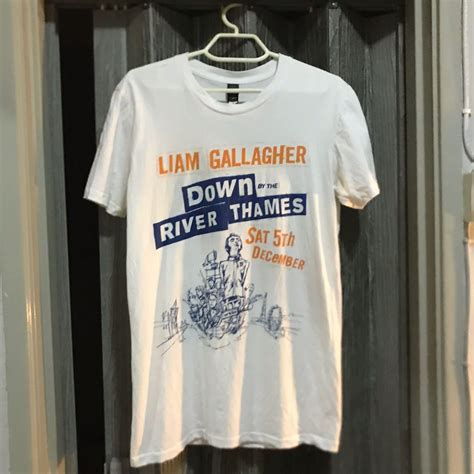 LIAM GALLAGHER
DOWN BY THE
RIVER THAMES
SAT 5TH
DECEMBER